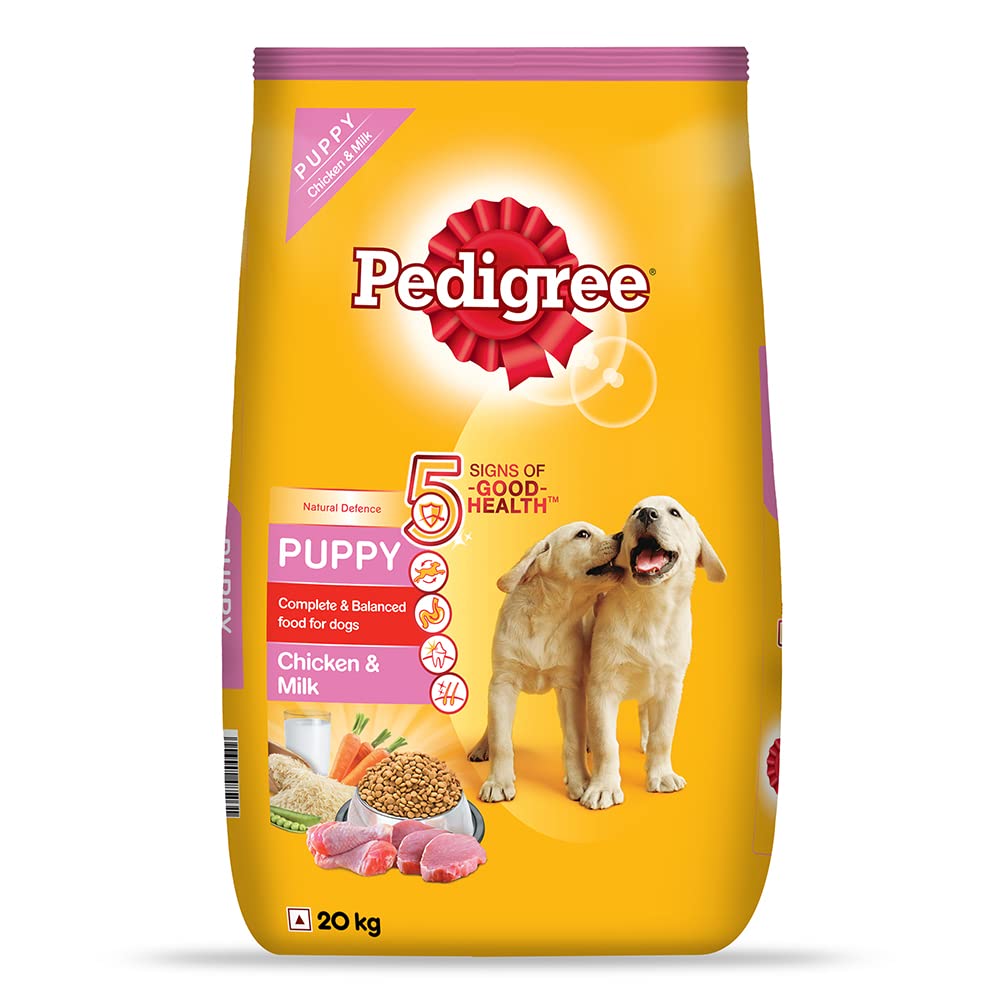 PUPPY
Chicken & Milk
Pedigree®
5 SIGNS OF
-GOOD-
HEALTH™
Natural Defence
PUPPY
Complete & Balanced
food for dogs
Chicken &
Milk
PUPPY
20 kg